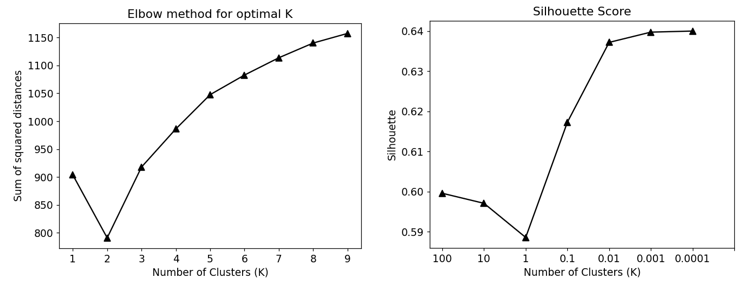 Elbow method for optimal K
Sum of squared distances
1150
1100
1050
1000
950
900
850
800
1 2 3 4 5 6 7 8 9
Number of Clusters (K)
Silhouette Score
Silhouette
0.64
0.63
0.62
0.61
0.60
0.59
100 10 1 0.1 0.01 0.001 0.0001
Number of Clusters (K)